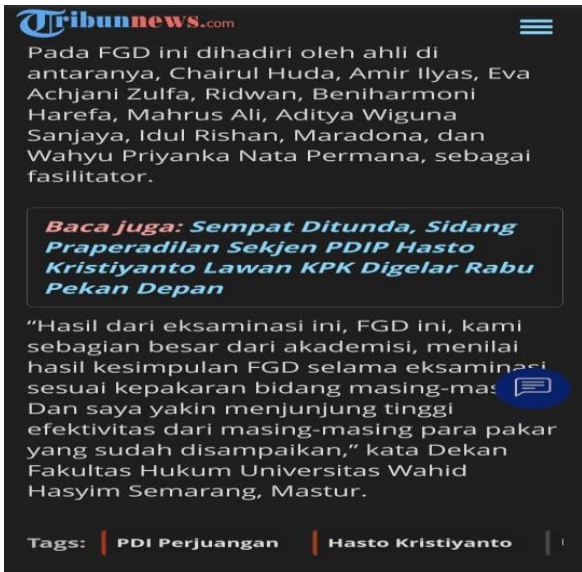 Tribunnews.com
Pada FGD ini dihadiri oleh ahli di
antaranya, Chairul Huda, Amir Ilyas, Eva
Achjani Zulfa, Ridwan, Beniharmoni
Harefa, Mahrus Ali, Aditya Wiguna
Sanjaya, Idul Rishan, Maradona, dan
Wahyu Priyanka Nata Permana, sebagai
fasilitator.
Baca juga: Sempat Ditunda, Sidang
Praperadilan Sekjen PDIP Hasto
Kristiyanto Lawan KPK Digelar Rabu
Pekan Depan
“Hasil dari eksaminasi ini, FGD ini, kami
sebagian besar dari akademisi, menilai
hasil kesimpulan FGD selama eksaminasi
sesuai kepakaran bidang
Dan saya yakin menjunjung tinggi
efektivitas dari masing-masing para pakar
yang sudah disampaikan,” kata Dekan
Fakultas Hukum Universitas Wahid
Hasyim Semarang, Mastur.
Tags: PDI Perjuangan Hasto Kristiyanto